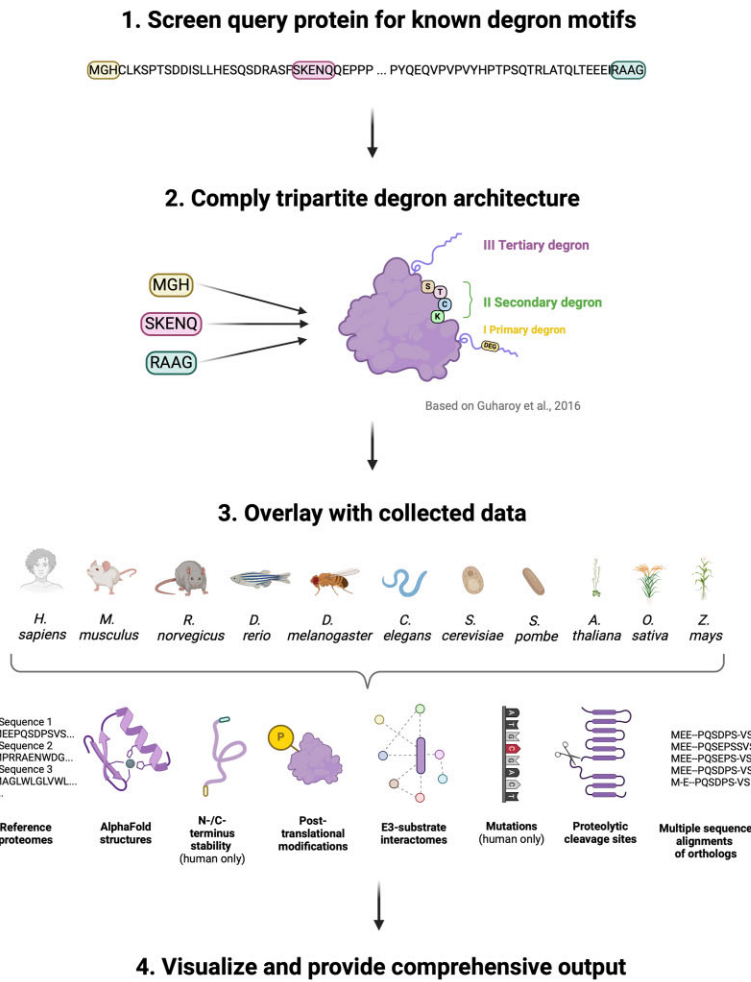 1. Screen query protein for known degron motifs
MGHCLKSPTSDDISLLHESQSDRASFSKENQQEPPP ... PYQEQVPVPVYHPTPSQTRLATQLTEEEIRAAG
2. Comply tripartite degron architecture
MGH
SKENQ
RAAG
III Tertiary degron
S
T
C
K
II Secondary degron
I Primary degron
DEG
Based on Guharoy et al., 2016
3. Overlay with collected data
H. sapiens
M. musculus
R. norvegicus
D. rerio
D. melanogaster
C. elegans
S. cerevisiae
S. pombe
A. thaliana
O. sativa
Z. mays
Sequence 1
EEPQSDPSVS...
Sequence 2
PRRAENWDG...
Sequence 3
AGLWLGLVWL...
P
A
T
G
C
G
A
C
T
MEE--PQSDPS-VS
MEE--PQSEPSSVS
MEE--PQSEPS-VS
MEE--PQSDPS-VS
M-E--PQSDPS-VS
Reference
proteomes
AlphaFold
structures
N-/C-
terminus
stability
(human only)
Post-
translational
modifications
E3-substrate
interactomes
Mutations
(human only)
Proteolytic
cleavage sites
Multiple sequence
alignments
of orthologs
4. Visualize and provide comprehensive output